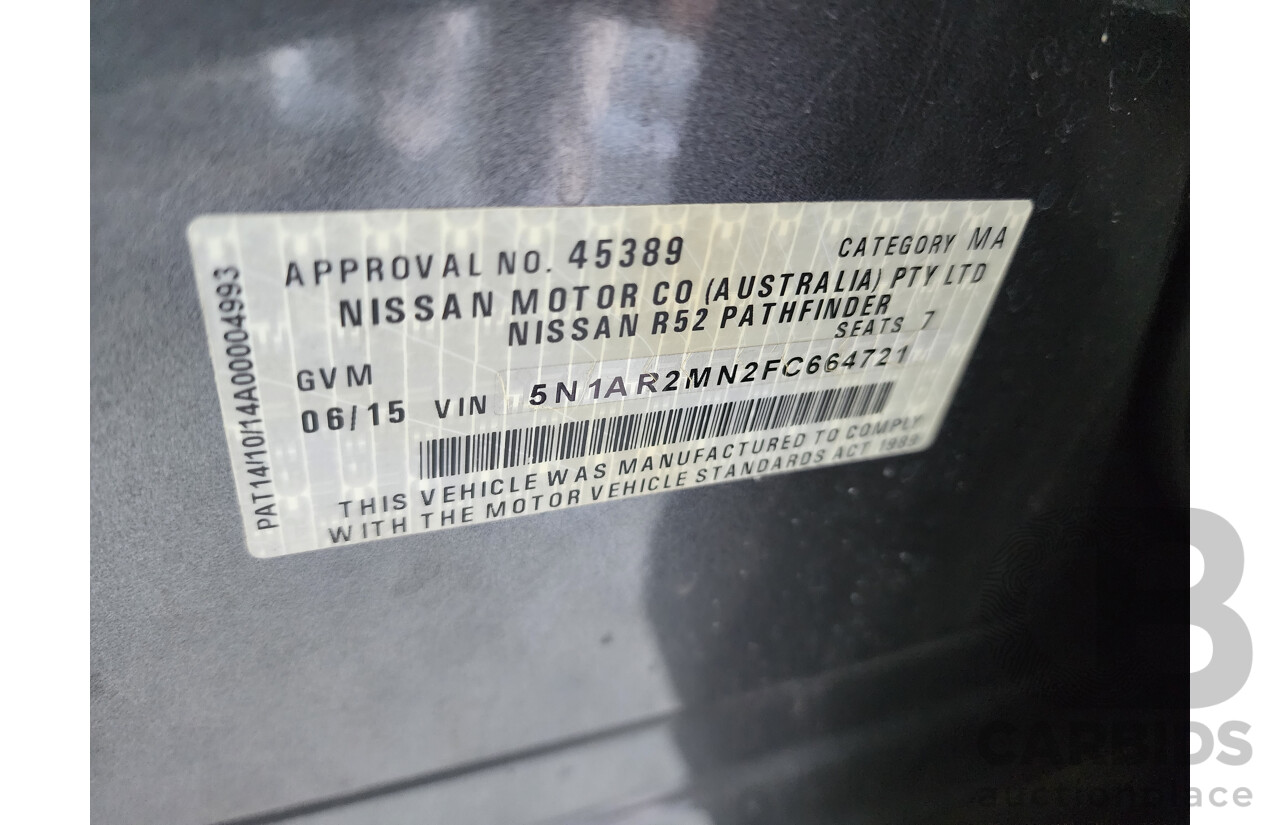 APPROVAL NO. 45389
CATEGORY MA
NISSAN MOTOR CO (AUSTRALIA) PTY LTD
NISSAN R52 PATHFINDER
SEATS 7
GVM
06/15 VIN 5N1AR2MN2FC664721
THIS VEHICLE WAS MANUFACTURED TO COMPLY
WITH THE MOTOR VEHICLE STANDARDS ACT 1989
PAT14/10/14A000004993
B
CARBIDS
auctionplace